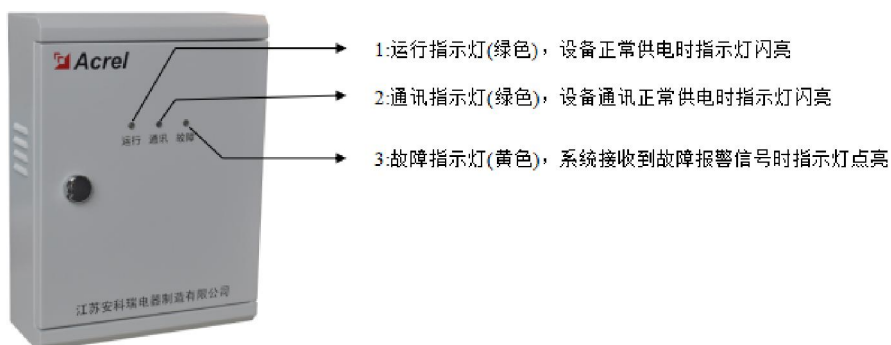 Acrel
运行 通讯 故障
江苏安科瑞电器制造有限公司
1:运行指示灯(绿色)，设备正常供电时指示灯闪亮
2:通讯指示灯(绿色)，设备通讯正常供电时指示灯闪亮
3:故障指示灯(黄色)，系统接收到故障报警信号时指示灯点亮